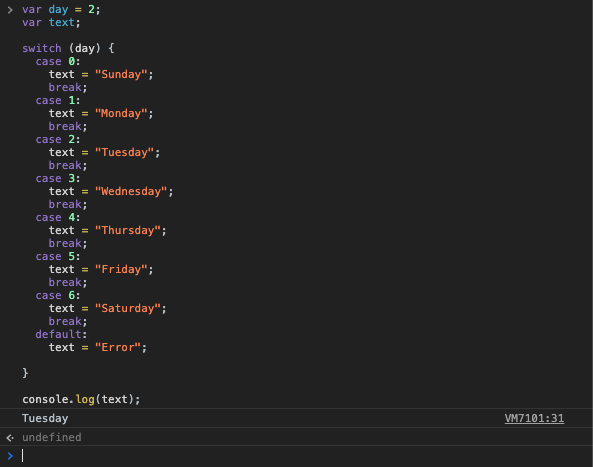 var day = 2;
var text;

switch (day) {
  case 0:
    text = "Sunday";
    break;
  case 1:
    text = "Monday";
    break;
  case 2:
    text = "Tuesday";
    break;
  case 3:
    text = "Wednesday";
    break;
  case 4:
    text = "Thursday";
    break;
  case 5:
    text = "Friday";
    break;
  case 6:
    text = "Saturday";
    break;
  default:
    text = "Error";

}

console.log(text);
Tuesday VM7101:31
undefined